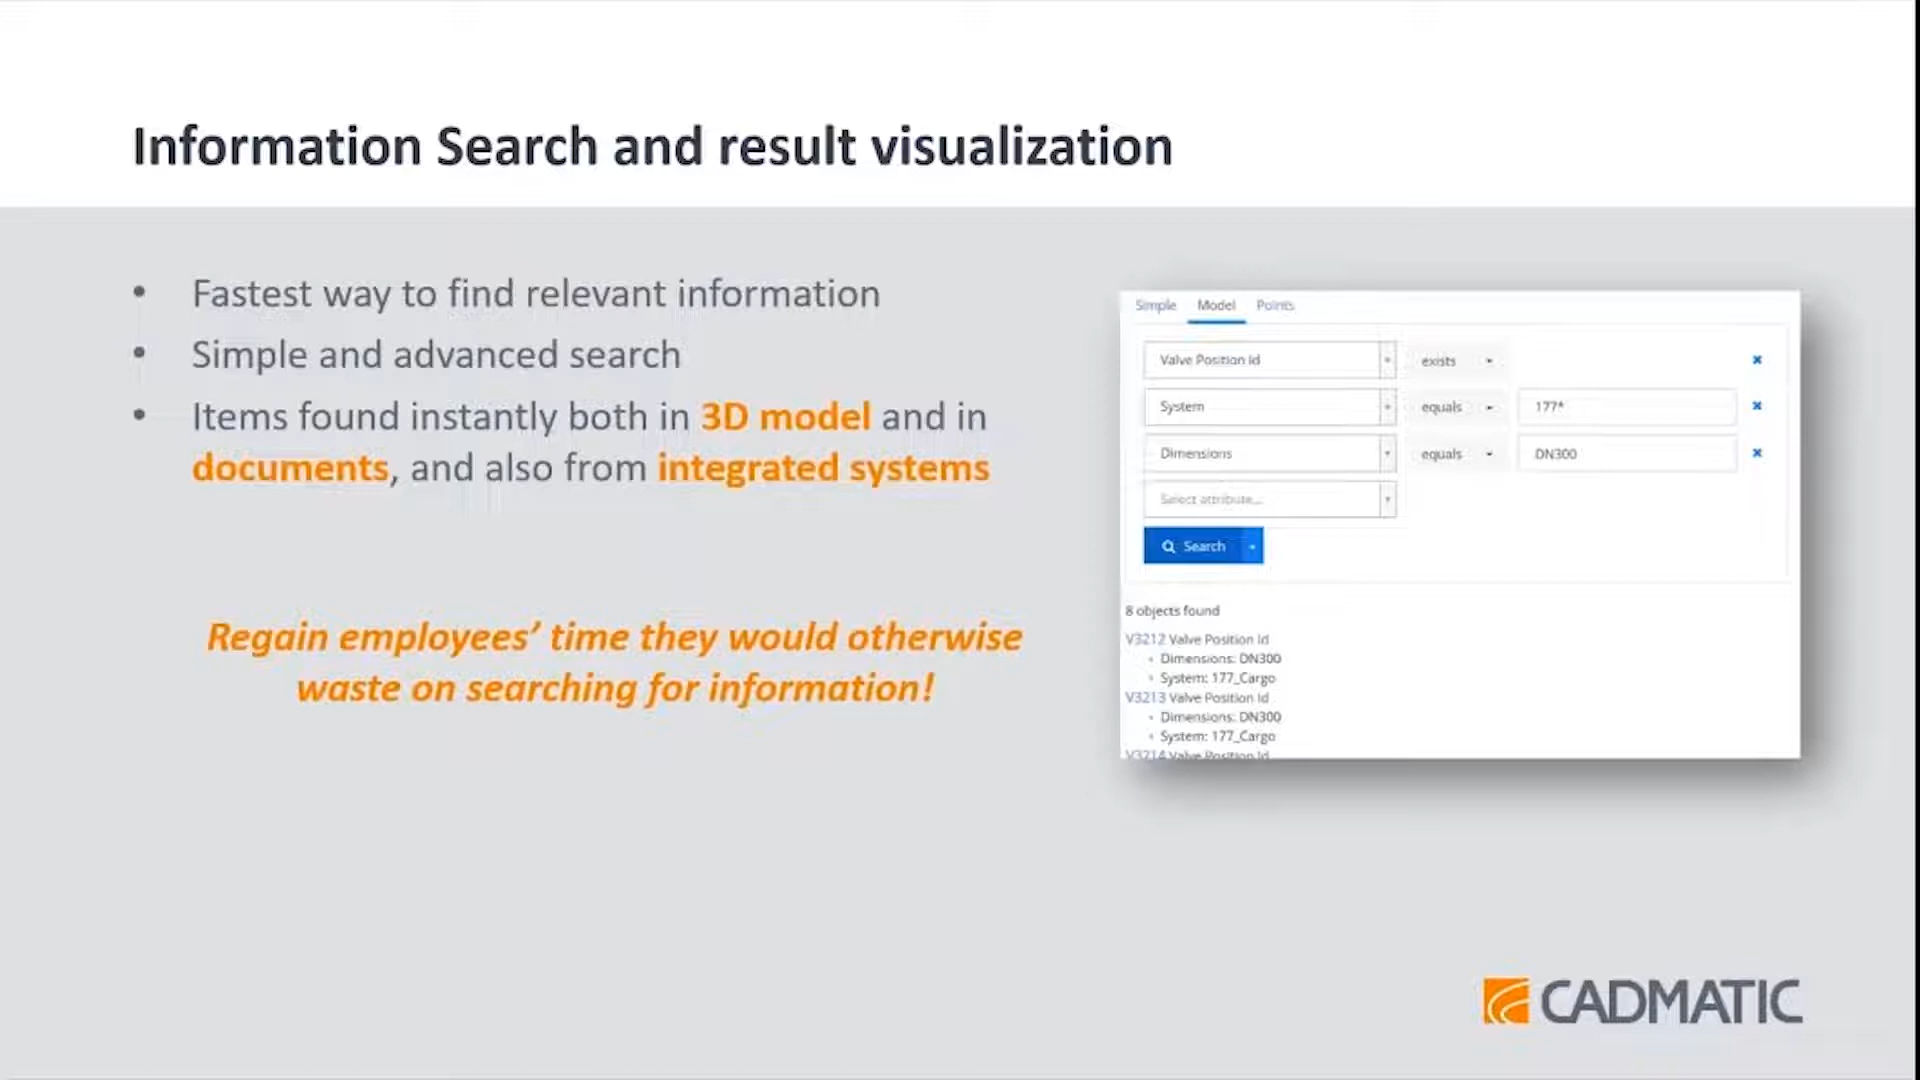 Information Search and result visualization
• Fastest way to find relevant information
• Simple and advanced search
• Items found instantly both in 3D model and in
documents, and also from integrated systems
Regain employees’ time they would otherwise
waste on searching for information!
Simple Model Points
Valve Position Id exists
System equals 177*
Dimensions equals DN300
Select attribute...
Search
8 objects found
V3212 Valve Position Id
Dimensions: DN300
System: 177_Cargo
V3213 Valve Position Id
Dimensions: DN300
System: 177_Cargo
V3214 Valve Position Id
CADMATIC